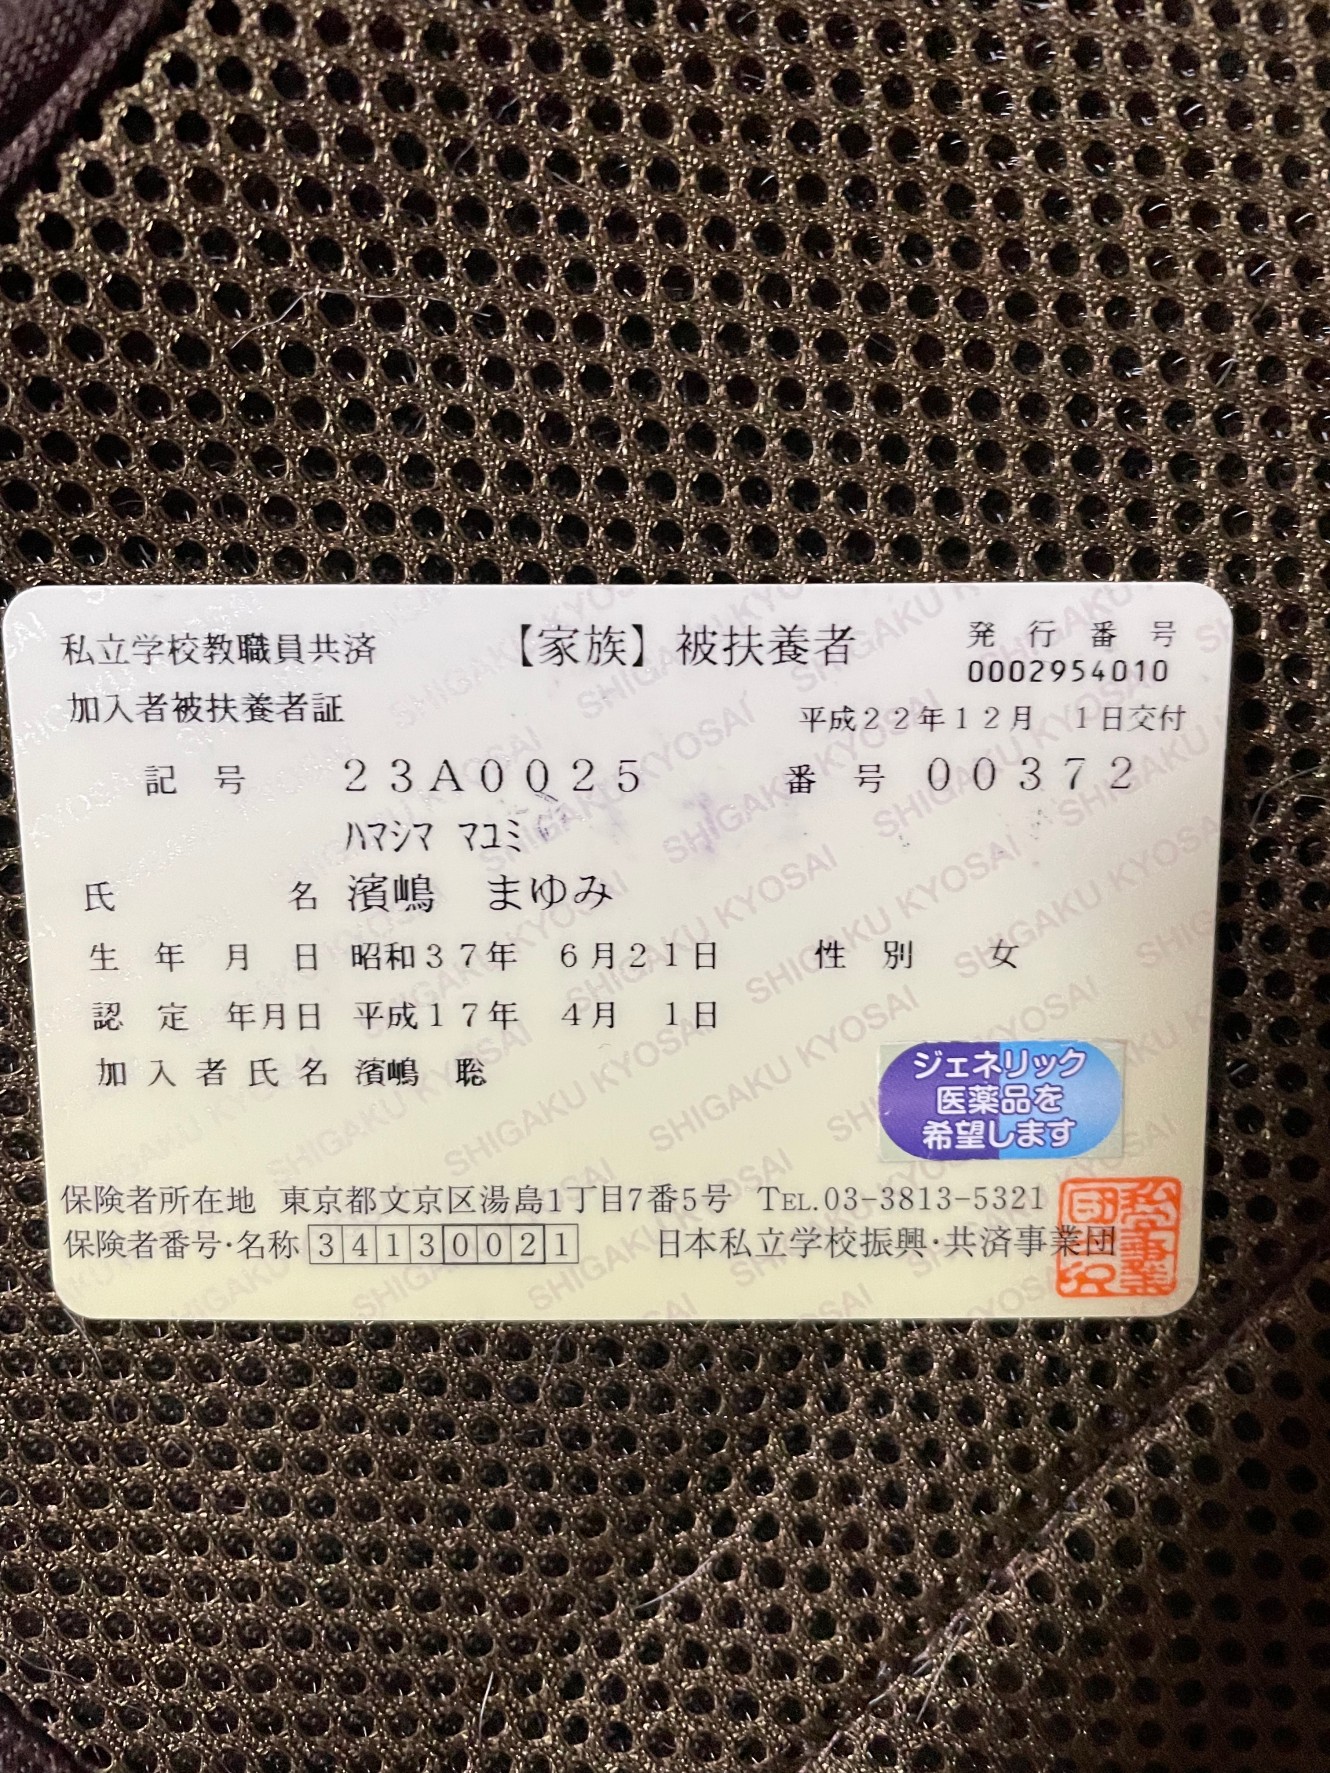 私立学校教職員共済 【家族】被扶養者 発行番号
0002954010
加入者被扶養者証 平成22年12月 1日交付
記号 23A0025 番号 00372
ﾊﾏｼﾏ ﾏﾕﾐ
氏名 濱嶋 まゆみ
生年月日 昭和37年 6月21日 性別 女
認定年月日 平成17年 4月 1日
加入者氏名 濱嶋 聡
ジェネリック
医薬品を
希望します
保険者所在地 東京都文京区湯島1丁目7番5号 TEL.03-3813-5321
保険者番号・名称 34130021 日本私立学校振興・共済事業団
SHIGAKU KYOSAI